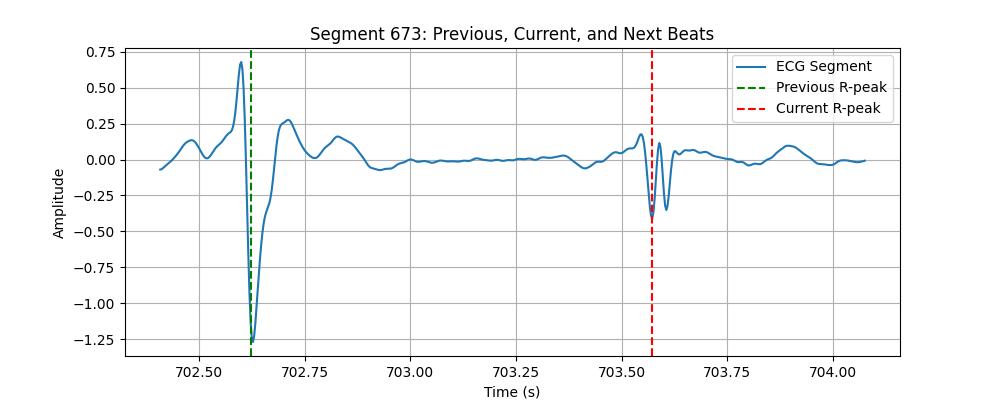 Segment 673: Previous, Current, and Next Beats
ECG Segment
Previous R-peak
Current R-peak
Amplitude
0.75
0.50
0.25
0.00
−0.25
−0.50
−0.75
−1.00
−1.25
702.50 702.75 703.00 703.25 703.50 703.75 704.00
Time (s)